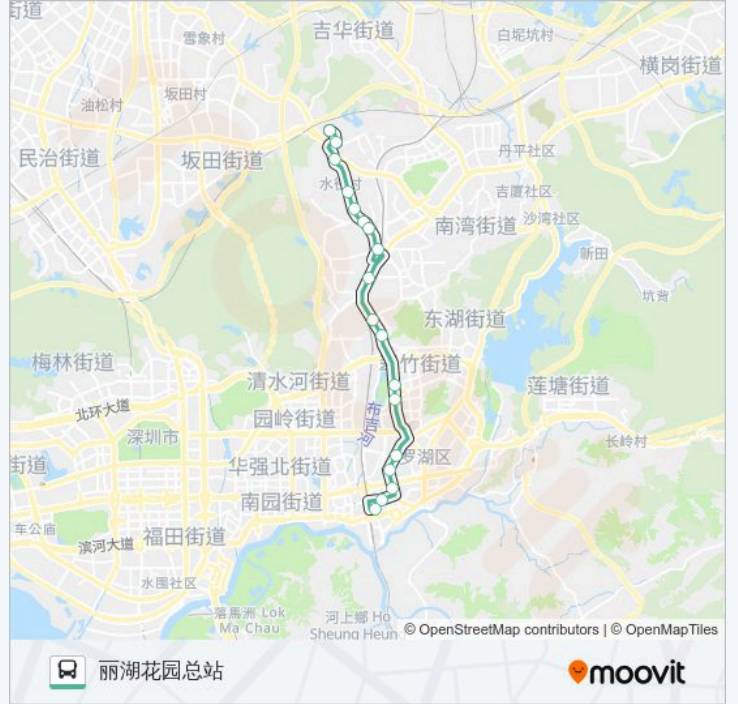 街道
吉华街道
雪象村
白坭坑村
横岗街道
坂田村
油松村
民治街道
坂田街道
丹平社区
吉厦社区
南湾街道
沙湾社区
新田
坑背
东湖街道
梅林街道
竹街道
清水河街道
莲塘街道
北环大道
园岭街道
布吉河
深圳市
长岭村
街道
华强北街道
罗湖区
南园街道
车公庙
福田街道
滨河大道
水围社区
落馬洲 Lok
Ma Chau
河上鄉 Ho
Sheung Heun
© OpenStreetMap contributors | © OpenMapTiles
丽湖花园总站
moovit